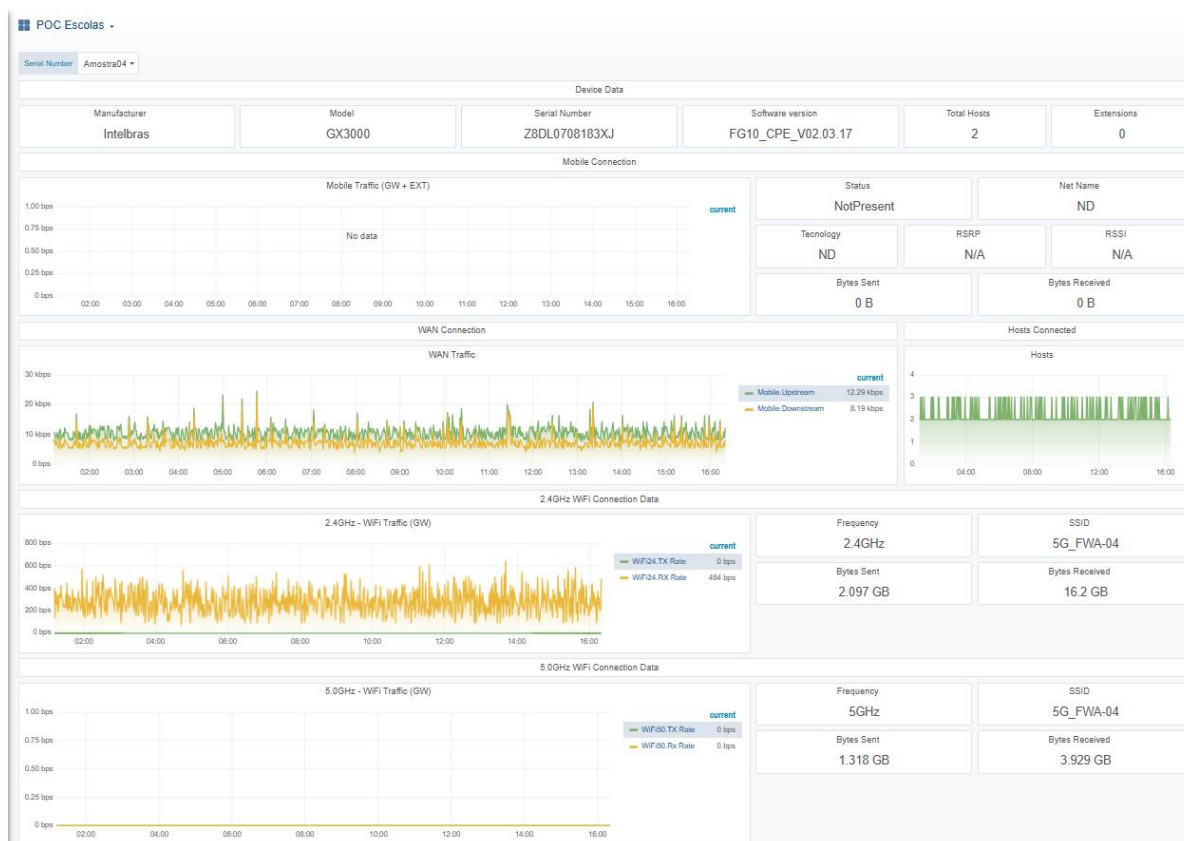 POC Escolas
Serial Number Amostra04
Device Data
Manufacturer Model Serial Number Software version Total Hosts Extensions
Intelbras GX3000 Z8DL0708183XJ FG10_CPE_V02.03.17 2 0
Mobile Connection
Mobile Traffic (GW + EXT)
current
1.00 bps
0.75 bps
0.50 bps
0.25 bps
0 bps
No data
02:00 03:00 04:00 05:00 06:00 07:00 08:00 09:00 10:00 11:00 12:00 13:00 14:00 15:00 16:00
Status Net Name
NotPresent ND
Tecnology RSRP RSSI
ND N/A N/A
Bytes Sent Bytes Received
0 B 0 B
WAN Connection
WAN Traffic
30 kbps
20 kbps
10 kbps
0 bps
02:00 03:00 04:00 05:00 06:00 07:00 08:00 09:00 10:00 11:00 12:00 13:00 14:00 15:00 16:00
current
Mobile.Upstream 12.29 kbps
Mobile.Downstream 8.19 kbps
Hosts Connected
Hosts
4
3
2
1
0
04:00 08:00 12:00 16:00
2.4GHz WiFi Connection Data
2.4GHz - WiFi Traffic (GW)
800 bps
600 bps
400 bps
200 bps
0 bps
02:00 04:00 06:00 08:00 10:00 12:00 14:00 16:00
current
WiFi24.TX Rate 0 bps
WiFi24.RX Rate 484 bps
Frequency SSID
2.4GHz 5G_FWA-04
Bytes Sent Bytes Received
2.097 GB 16.2 GB
5.0GHz WiFi Connection Data
5.0GHz - WiFi Traffic (GW)
1.00 bps
0.75 bps
0.50 bps
0.25 bps
0 bps
02:00 04:00 06:00 08:00 10:00 12:00 14:00 16:00
current
WiFi50.TX Rate 0 bps
WiFi50.Rx Rate 0 bps
Frequency SSID
5GHz 5G_FWA-04
Bytes Sent Bytes Received
1.318 GB 3.929 GB